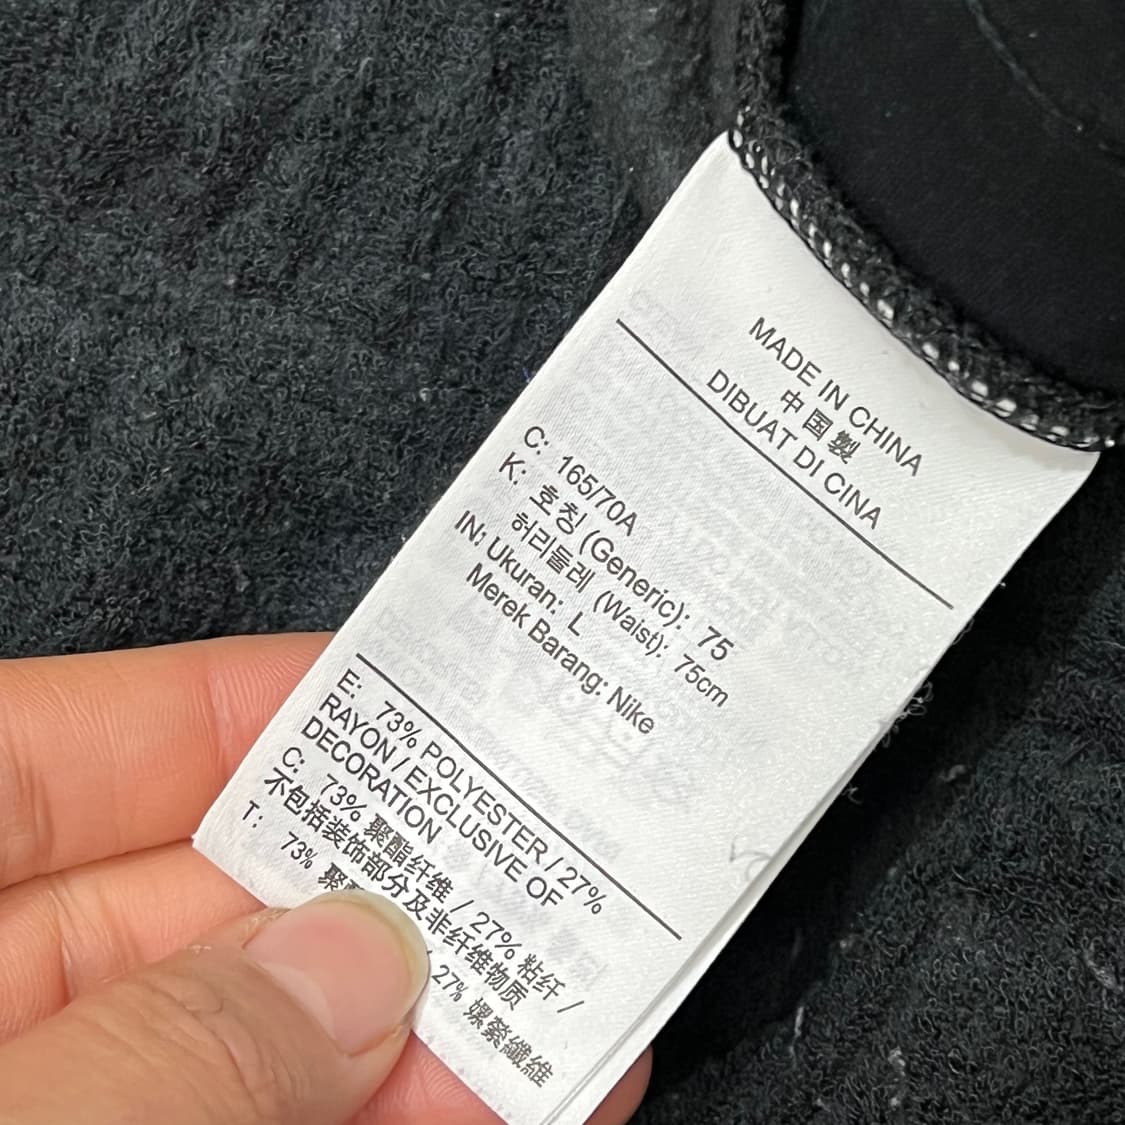 MADE IN CHINA
中国製
DIBUAT DI CINA
C: 165/70A
K: 호칭 (Generic): 75
허리둘레 (Waist): 75cm
IN: Ukuran: L
Merek Barang: Nike
E: 73% POLYESTER / 27%
RAYON / EXCLUSIVE OF
DECORATION
C: 73% 聚酯纤维 / 27% 粘纤 /
不包括装饰部分及非纤维物质
T: 73% 聚 / 27% 嫘縈纖維